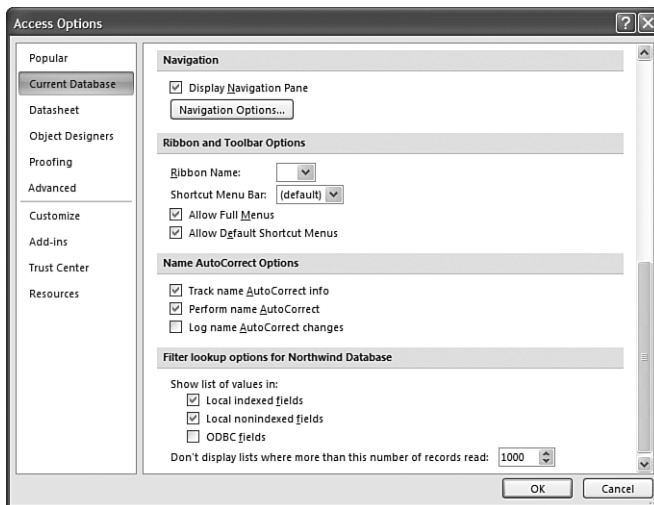 Access Options
Popular
Current Database
Datasheet
Object Designers
Proofing
Advanced
Customize
Add-ins
Trust Center
Resources
Navigation
Display Navigation Pane
Navigation Options...
Ribbon and Toolbar Options
Ribbon Name:
Shortcut Menu Bar: (default)
Allow Full Menus
Allow Default Shortcut Menus
Name AutoCorrect Options
Track name AutoCorrect info
Perform name AutoCorrect
Log name AutoCorrect changes
Filter lookup options for Northwind Database
Show list of values in:
Local indexed fields
Local nonindexed fields
ODBC fields
Don't display lists where more than this number of records read: 1000
OK Cancel